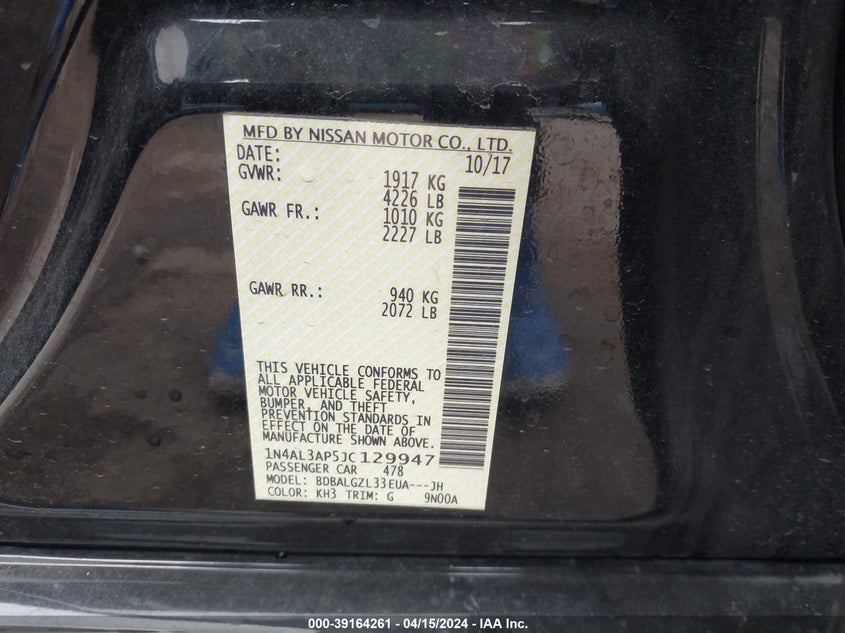 MFD BY NISSAN MOTOR CO., LTD.
DATE: 10/17
GVWR: 1917 KG
4226 LB
GAWR FR.: 1010 KG
2227 LB
GAWR RR.: 940 KG
2072 LB
THIS VEHICLE CONFORMS TO
ALL APPLICABLE FEDERAL
MOTOR VEHICLE SAFETY,
BUMPER, AND THEFT
PREVENTION STANDARDS IN
EFFECT ON THE DATE OF
MANUFACTURE SHOWN ABOVE.
1N4AL3AP5JC129947
PASSENGER CAR 478
MODEL: BDBALGZL33EUA---JH
COLOR: KH3 TRIM: G 9N00A
000-39164261 - 04/15/2024 - IAA Inc.